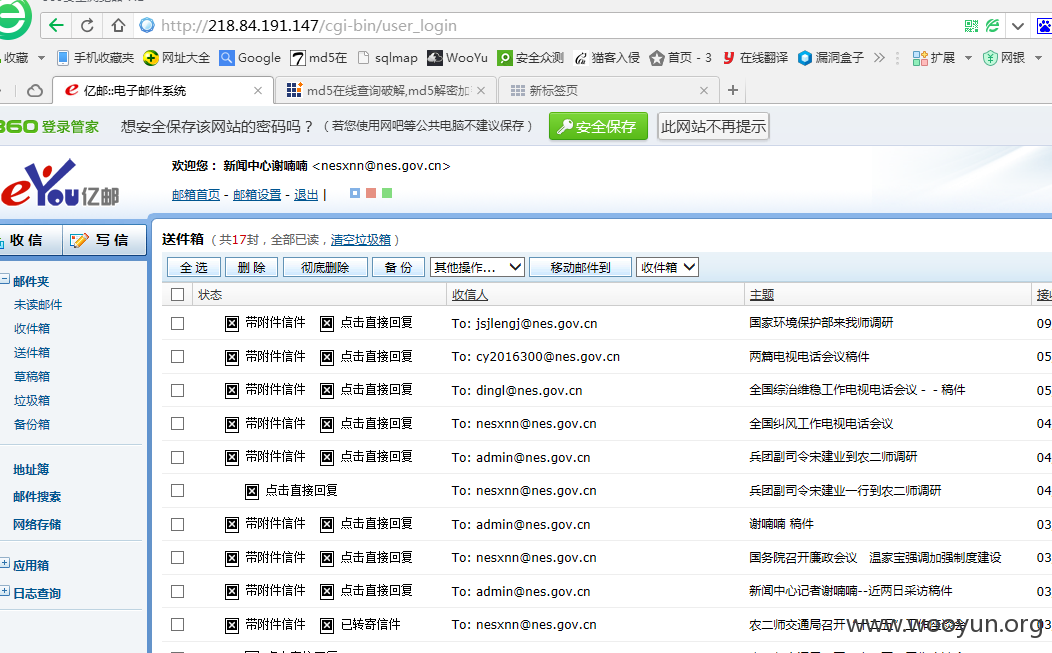 http://218.84.191.147/cgi-bin/user_login
收藏 手机收藏夹 网址大全 Google md5在 sqlmap WooYu 安全众测 猫客入侵 首页 - 3 在线翻译 漏洞盒子 扩展 网银
亿邮::电子邮件系统 md5在线查询破解,md5解密加 新标签页
360 登录管家 想安全保存该网站的密码吗？（若您使用网吧等公共电脑不建议保存） 安全保存 此网站不再提示
eYou亿邮
欢迎您： 新闻中心谢喃喃 <nesxnn@nes.gov.cn>
邮箱首页 - 邮箱设置 - 退出 |
收 信 写 信
送件箱 （共17封，全部已读，清空垃圾箱）
全 选 删 除 彻底删除 备 份 其他操作... 移动邮件到 收件箱
邮件夹
未读邮件
收件箱
送件箱
草稿箱
垃圾箱
备份箱
地址簿
邮件搜索
网络存储
应用箱
日志查询
状态 收信人 主题 接
带附件信件 点击直接回复 To: jsjlengj@nes.gov.cn 国家环境保护部来我师调研 09
带附件信件 点击直接回复 To: cy2016300@nes.gov.cn 两篇电视电话会议稿件 05
带附件信件 点击直接回复 To: dingl@nes.gov.cn 全国综治维稳工作电视电话会议－－稿件 05
带附件信件 点击直接回复 To: nesxnn@nes.gov.cn 全国纠风工作电视电话会议 04
带附件信件 点击直接回复 To: admin@nes.gov.cn 兵团副司令宋建业到农二师调研 04
点击直接回复 To: nesxnn@nes.gov.cn 兵团副司令宋建业一行到农二师调研 04
带附件信件 点击直接回复 To: admin@nes.gov.cn 谢喃喃 稿件 03
带附件信件 点击直接回复 To: nesxnn@nes.gov.cn 国务院召开廉政会议 温家宝强调加强制度建设 03
带附件信件 点击直接回复 To: admin@nes.gov.cn 新闻中心记者谢喃喃--近两日采访稿件 03
带附件信件 已转寄信件 To: nesxnn@nes.gov.cn 农二师交通局召开 03
www.wooyun.org